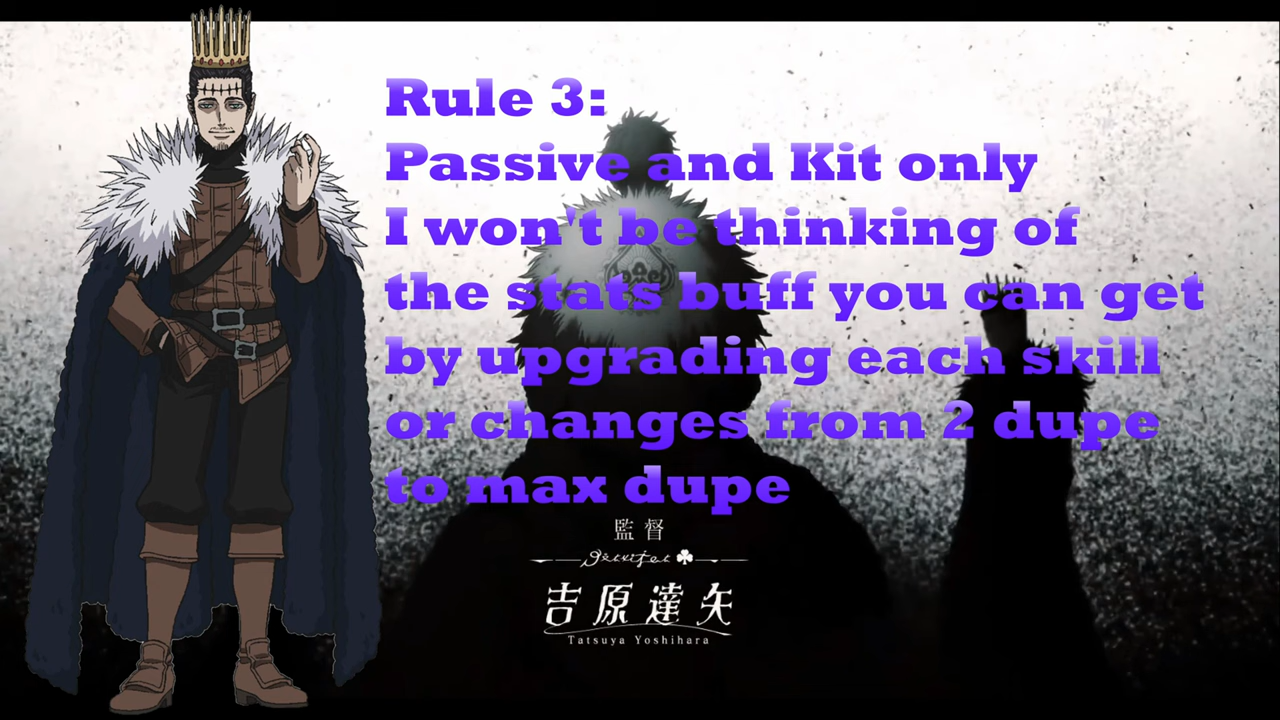 Rule 3:
Passive and Kit only
I won't be thinking of
the stats buff you can get
by upgrading each skill
or changes from 2 dupe
to max dupe
監督
吉原達矢
Tatsuya Yoshihara